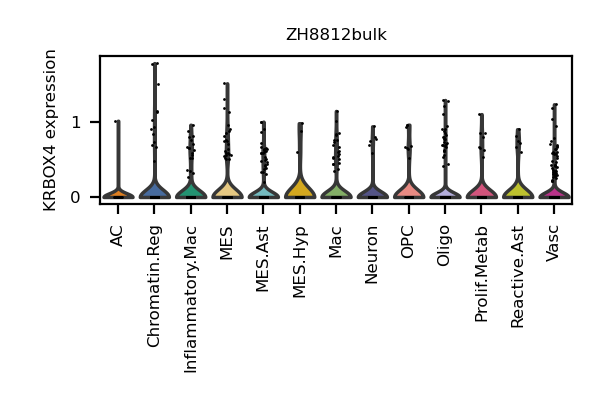 ZH8812bulk
KRBOX4 expression
1
0
AC
Chromatin.Reg
Inflammatory.Mac
MES
MES.Ast
MES.Hyp
Mac
Neuron
OPC
Oligo
Prolif.Metab
Reactive.Ast
Vasc